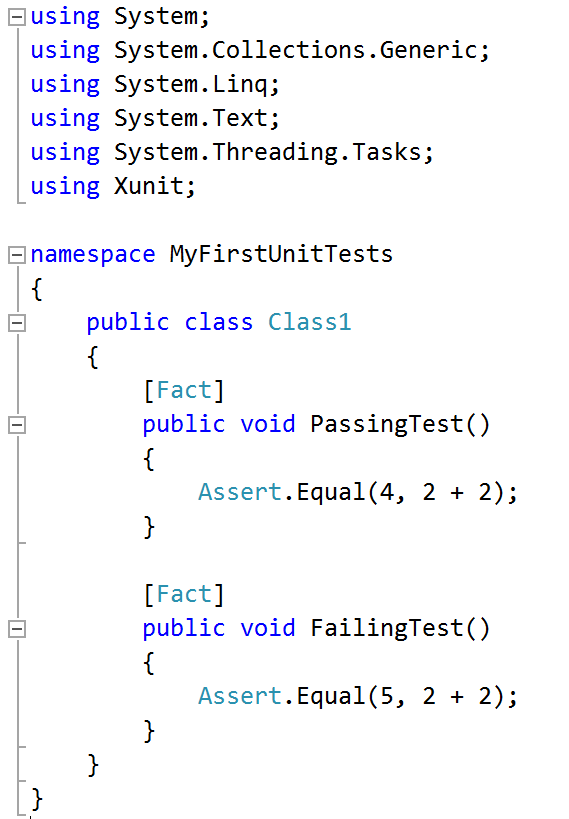 using System;
using System.Collections.Generic;
using System.Linq;
using System.Text;
using System.Threading.Tasks;
using Xunit;

namespace MyFirstUnitTests
{
    public class Class1
    {
        [Fact]
        public void PassingTest()
        {
            Assert.Equal(4, 2 + 2);
        }

        [Fact]
        public void FailingTest()
        {
            Assert.Equal(5, 2 + 2);
        }
    }
}